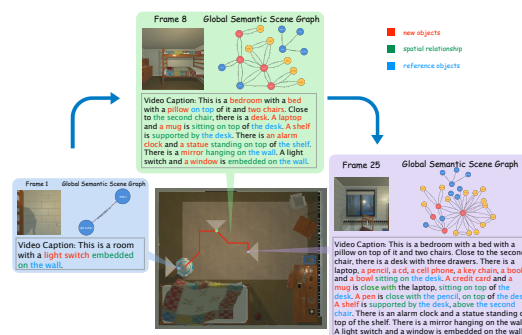 Frame 8 Global Semantic Scene Graph
new objects
spatial relationship
reference objects
Video Caption: This is a bedroom with a bed
with a pillow on top of it and two chairs. Close
to the second chair, there is a desk. A laptop
and a mug is sitting on top of the desk. A shelf
is supported by the desk. There is an alarm
clock and a statue standing on top of the shelf.
There is a mirror hanging on the wall. A light
switch and a window is embedded on the wall.
Frame 1 Global Semantic Scene Graph
Video Caption: This is a room
with a light switch embedded
on the wall.
Frame 25 Global Semantic Scene Graph
Video Caption: This is a bedroom with a bed with a
pillow on top of it and two chairs. Close to the second
chair, there is a desk with three drawers. There is a
laptop, a pencil, a cd, a cell phone, a key chain, a book
and a bowl sitting on the desk. A credit card and a
mug is close with the laptop, sitting on top of the
desk. A pen is close with the pencil, on top of the desk.
A shelf is supported by the desk, above the second
chair. There is an alarm clock and a statue standing on
top of the shelf. There is a mirror hanging on the wall.
A light switch and a window is embedded on the wall